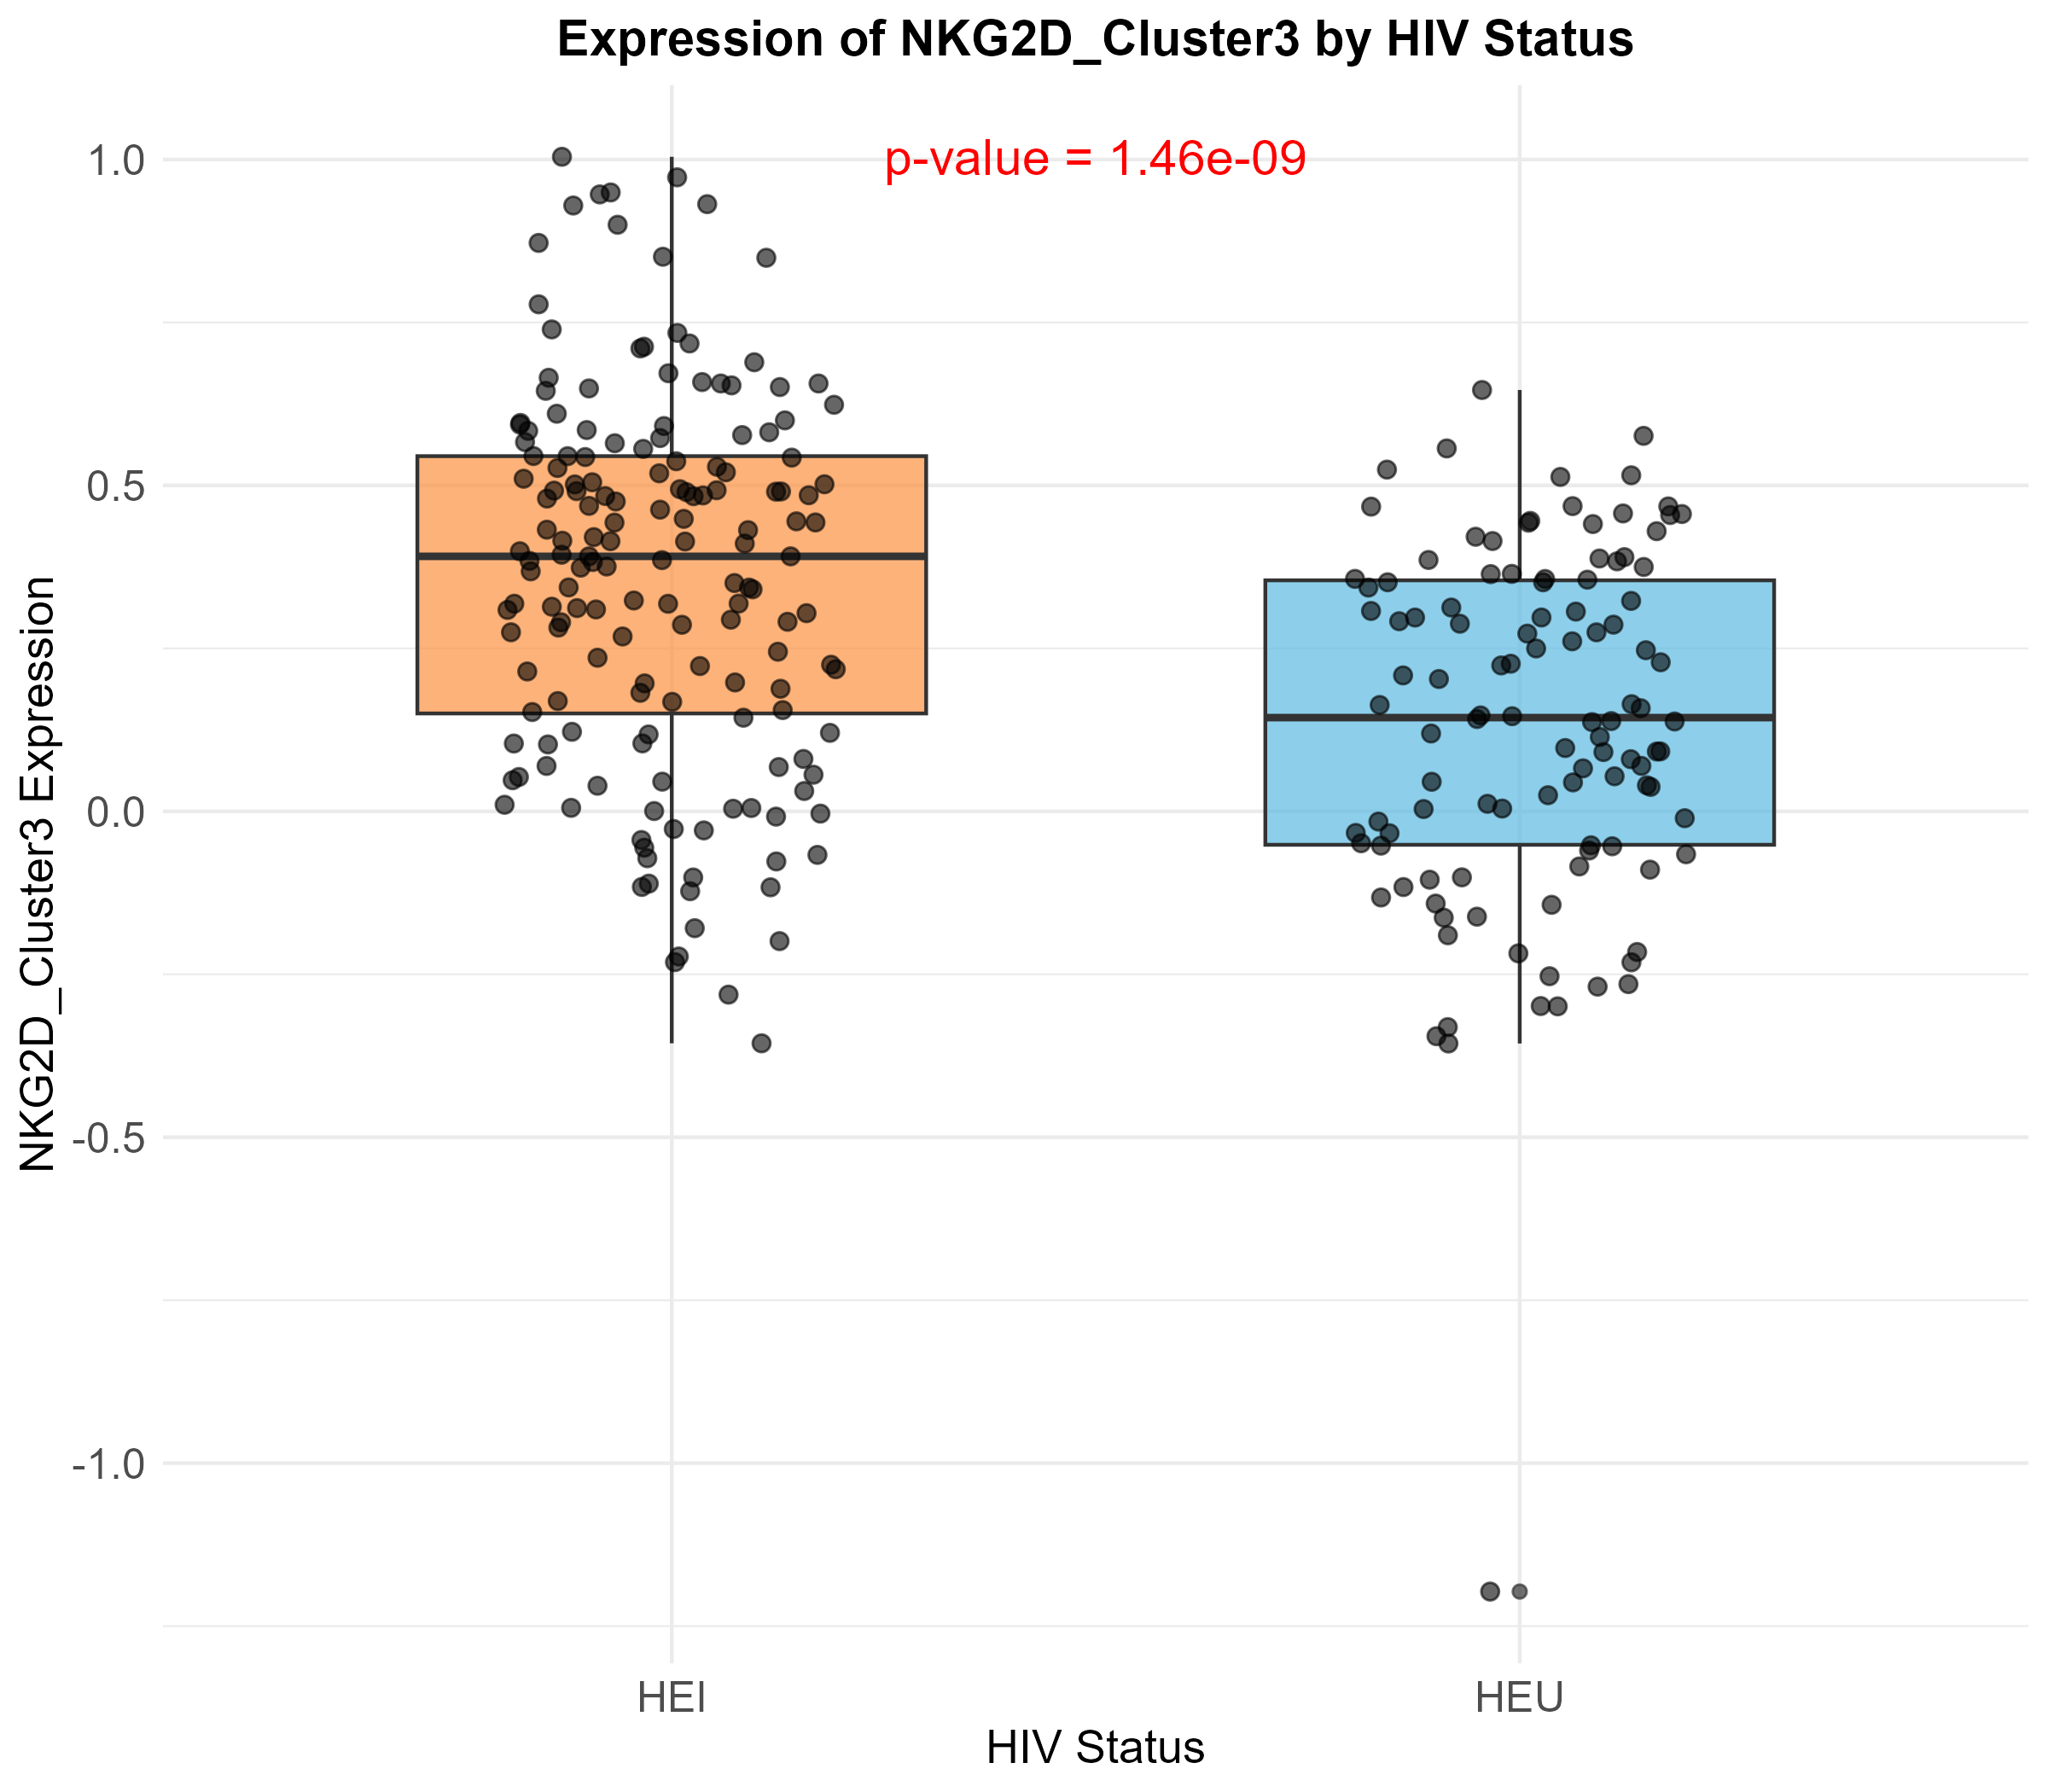 Expression of NKG2D_Cluster3 by HIV Status
p-value = 1.46e-09
NKG2D_Cluster3 Expression
1.0
0.5
0.0
-0.5
-1.0
HEI
HEU
HIV Status